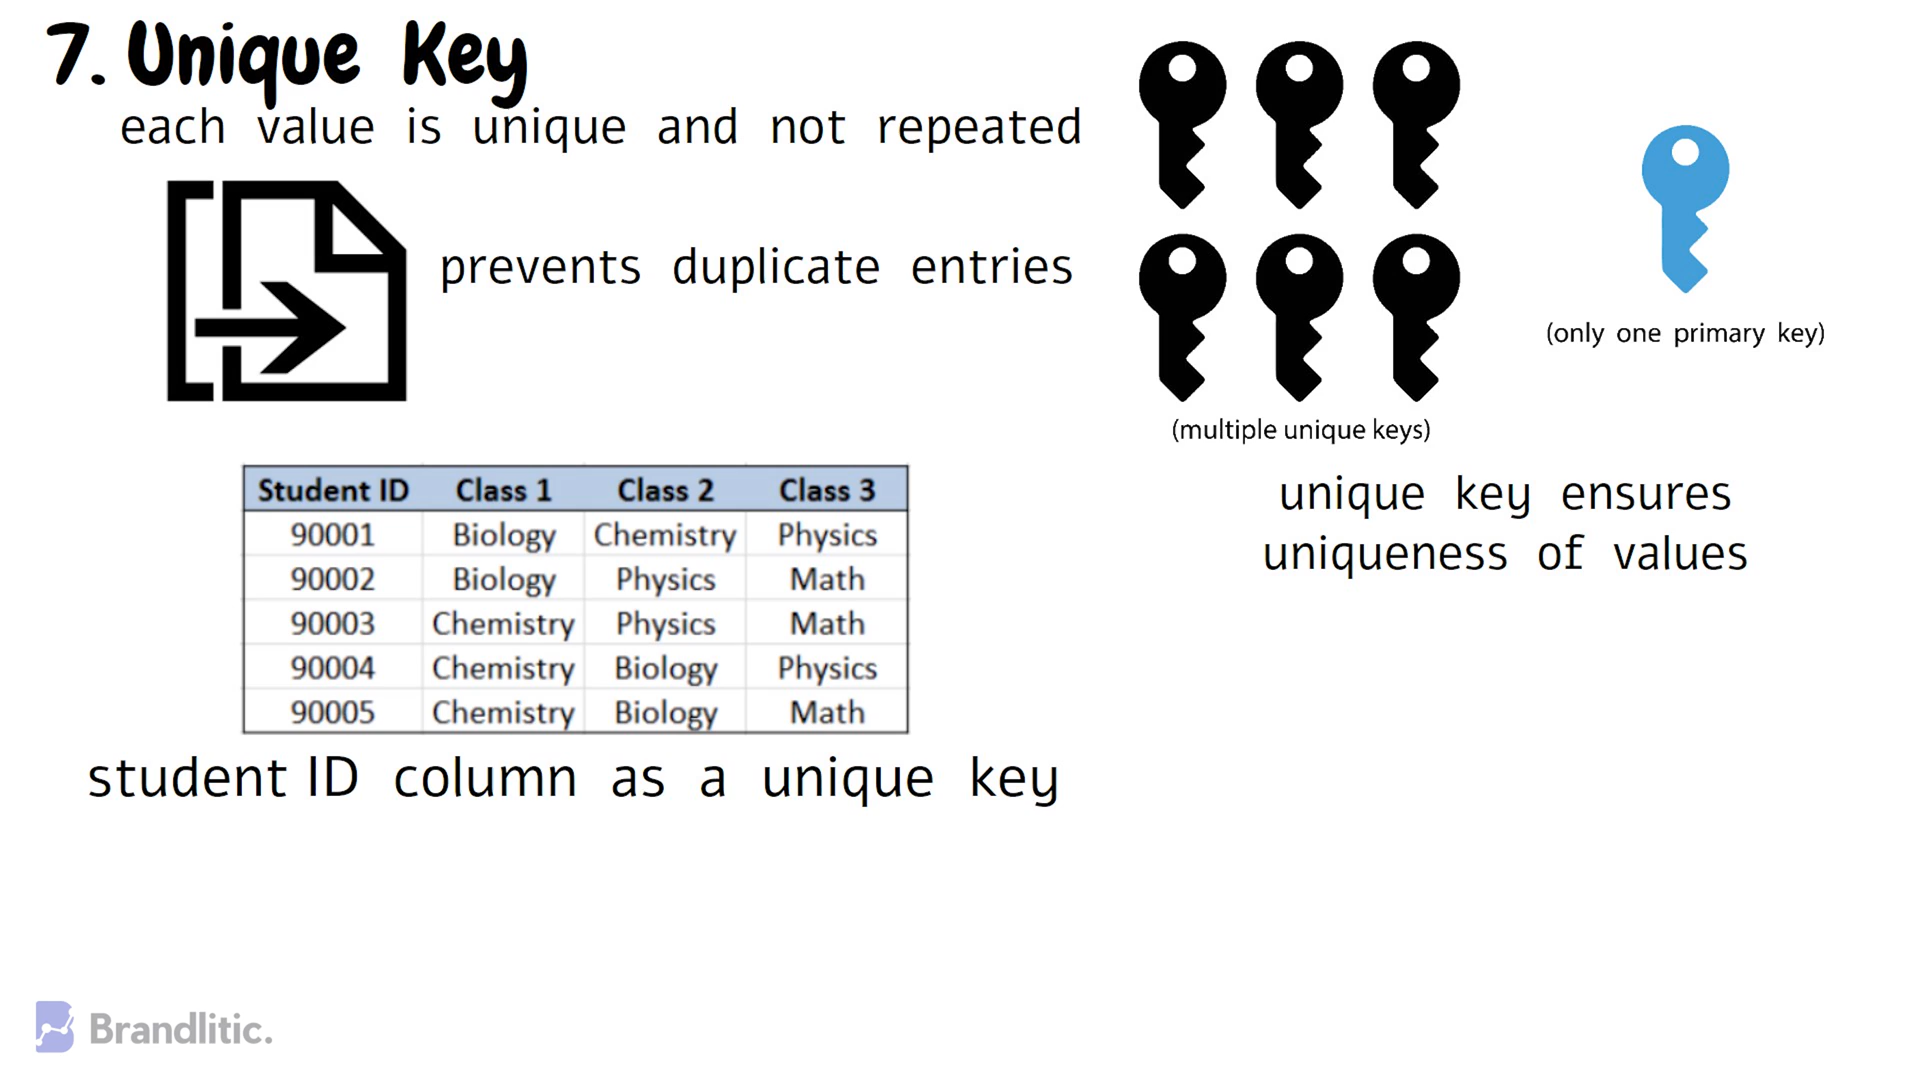 7. Unique Key
each value is unique and not repeated
prevents duplicate entries
(only one primary key)
(multiple unique keys)
unique key ensures
uniqueness of values
Student ID Class 1 Class 2 Class 3
90001 Biology Chemistry Physics
90002 Biology Physics Math
90003 Chemistry Physics Math
90004 Chemistry Biology Physics
90005 Chemistry Biology Math
student ID column as a unique key
Brandlitic.